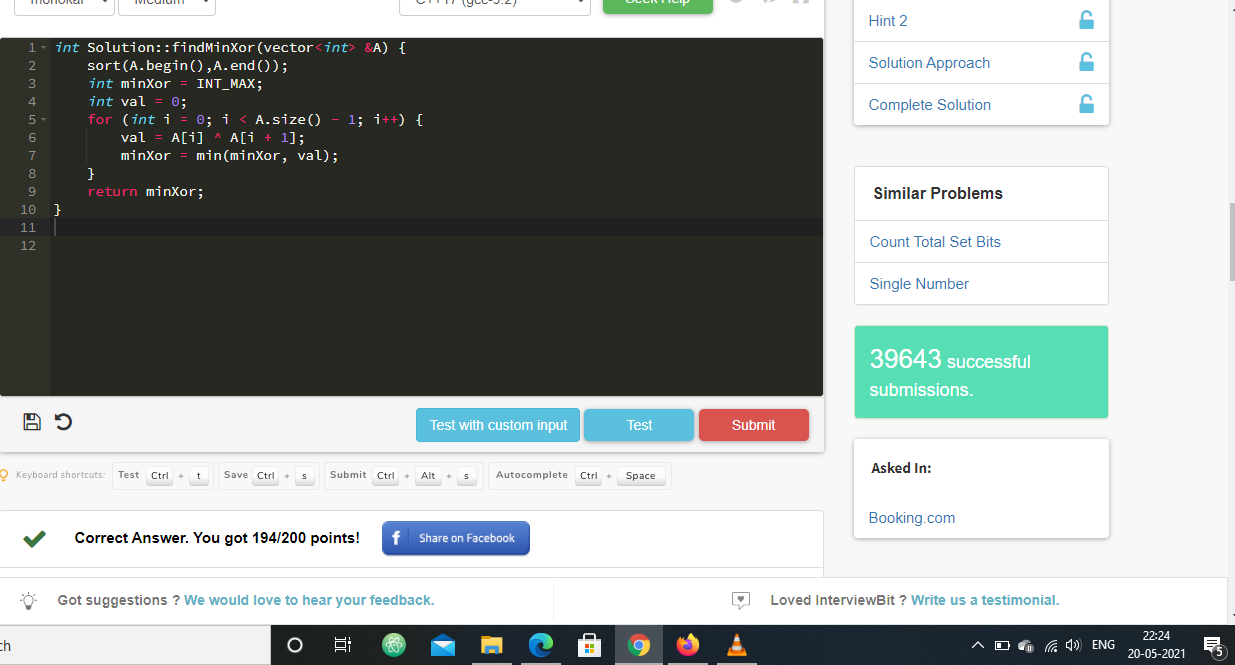 monokai
Medium
C++17 (gcc-9.2)
Seek Help
1 int Solution::findMinXor(vector<int> &A) {
2 sort(A.begin(),A.end());
3 int minXor = INT_MAX;
4 int val = 0;
5 for (int i = 0; i < A.size() - 1; i++) {
6 val = A[i] ^ A[i + 1];
7 minXor = min(minXor, val);
8 }
9 return minXor;
10 }
11
12
Test with custom input
Test
Submit
Keyboard shortcuts: Test Ctrl + t Save Ctrl + s Submit Ctrl + Alt + s Autocomplete Ctrl + Space
Correct Answer. You got 194/200 points!
f Share on Facebook
Hint 2
Solution Approach
Complete Solution
Similar Problems
Count Total Set Bits
Single Number
39643 successful
submissions.
Asked In:
Booking.com
Got suggestions ? We would love to hear your feedback.
Loved InterviewBit ? Write us a testimonial.
ch
ENG
22:24
20-05-2021
5